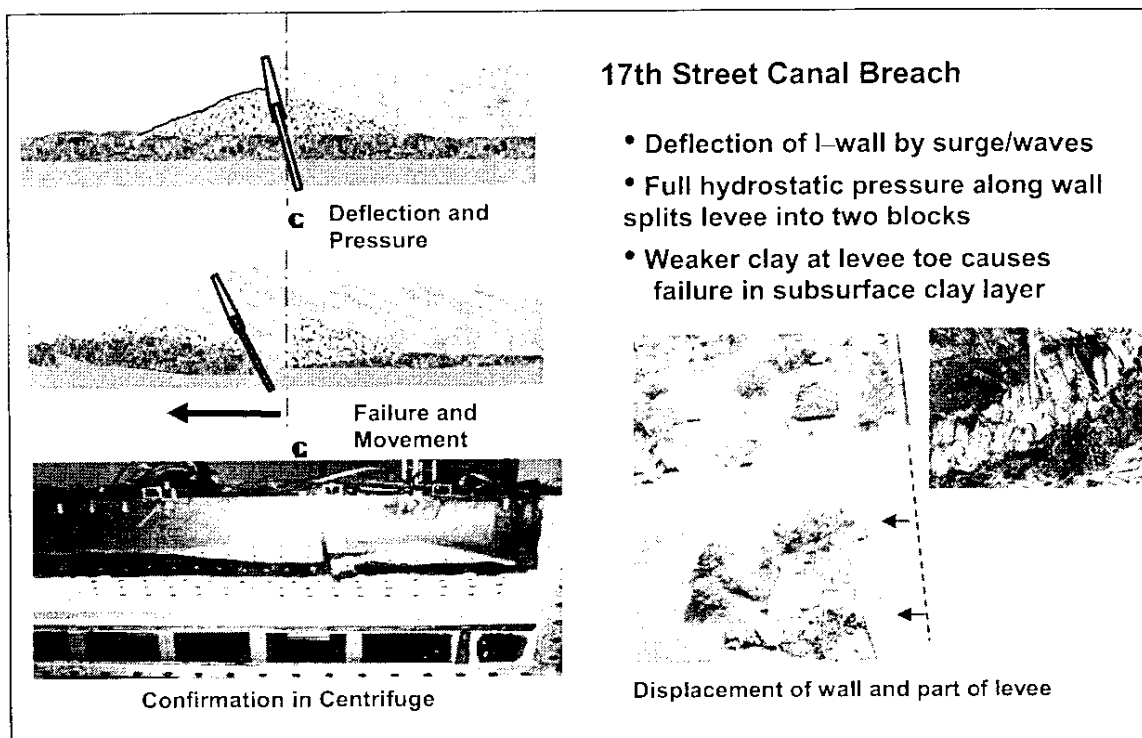 17th Street Canal Breach
• Deflection of I–wall by surge/waves
• Full hydrostatic pressure along wall
splits levee into two blocks
• Weaker clay at levee toe causes
failure in subsurface clay layer
℄ Deflection and
Pressure
Failure and
Movement
℄
Confirmation in Centrifuge
Displacement of wall and part of levee